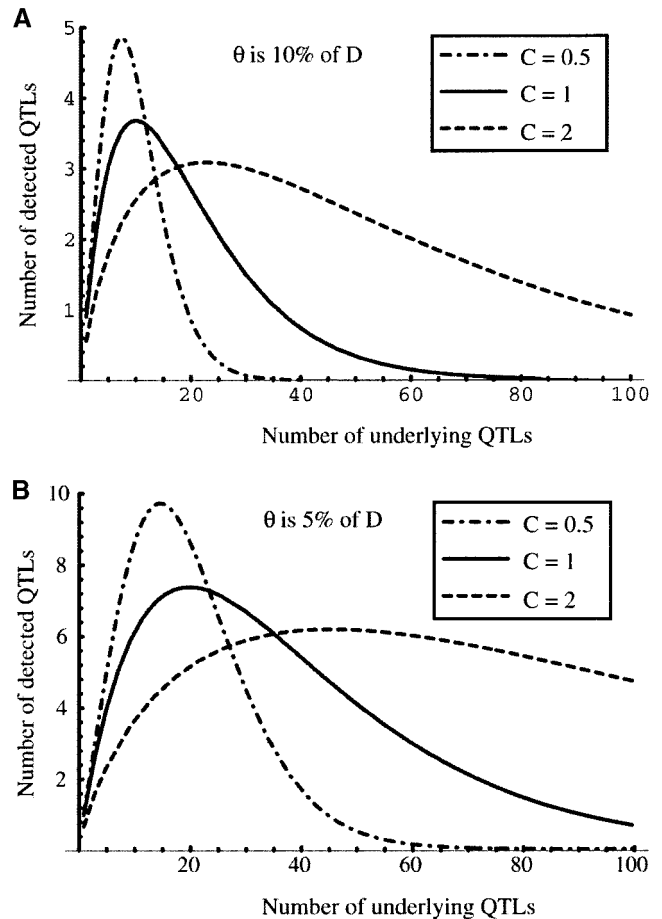 A
θ is 10% of D
C = 0.5
C = 1
C = 2
Number of detected QTLs
5
4
3
2
1
20
40
60
80
100
Number of underlying QTLs
B
θ is 5% of D
C = 0.5
C = 1
C = 2
Number of detected QTLs
10
8
6
4
2
20
40
60
80
100
Number of underlying QTLs